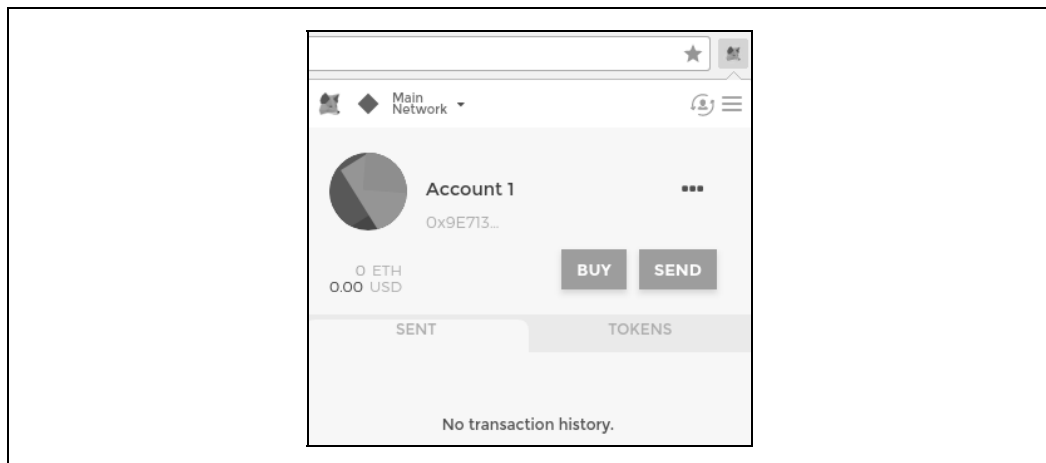 Main
Network
Account 1
0x9E713...
0 ETH
0.00 USD
BUY
SEND
SENT
TOKENS
No transaction history.